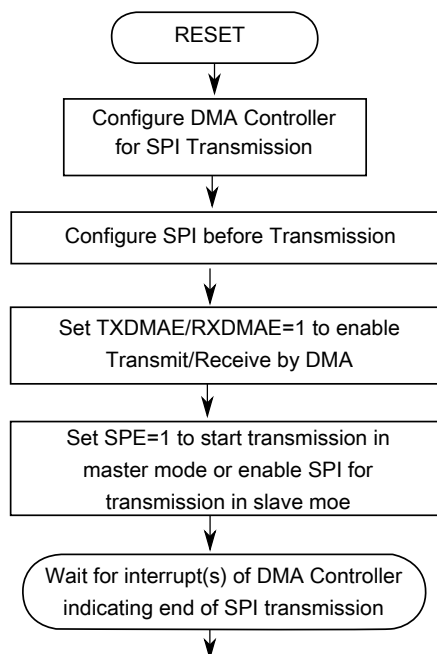 RESET
Configure DMA Controller
for SPI Transmission
Configure SPI before Transmission
Set TXDMAE/RXDMAE=1 to enable
Transmit/Receive by DMA
Set SPE=1 to start transmission in
master mode or enable SPI for
transmission in slave moe
Wait for interrupt(s) of DMA Controller
indicating end of SPI transmission